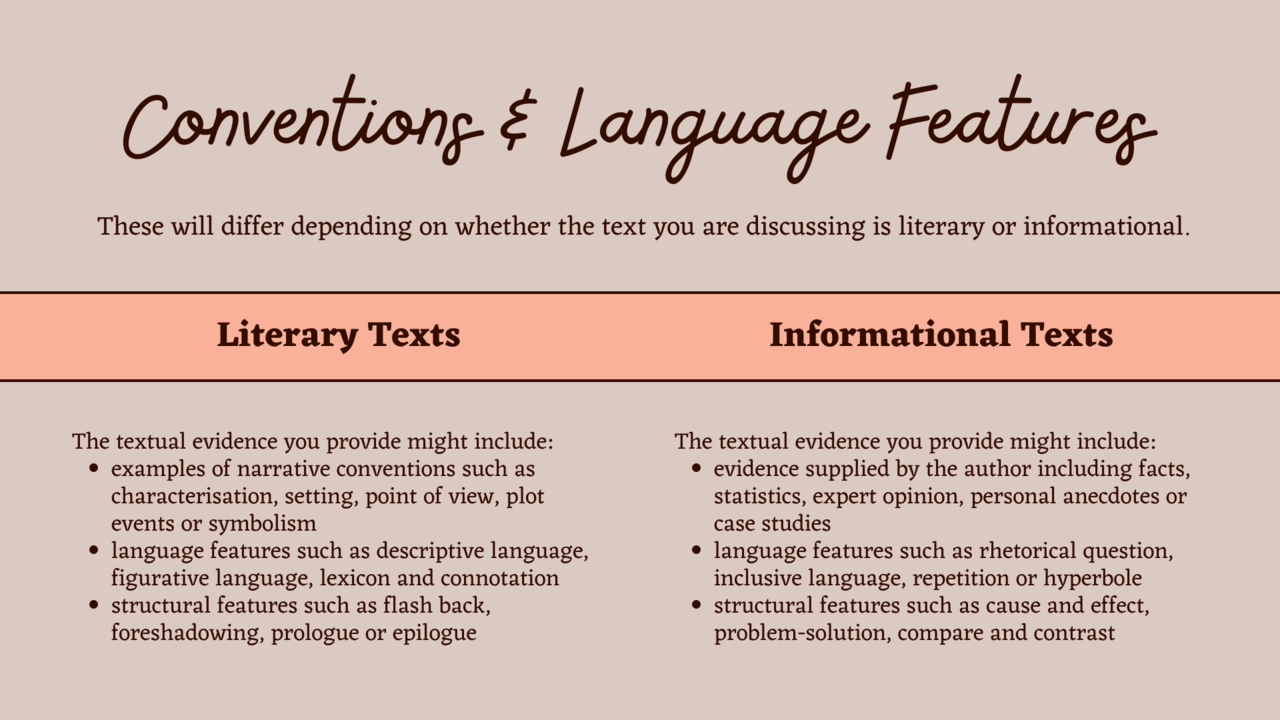 Conventions & Language Features
These will differ depending on whether the text you are discussing is literary or informational.
Literary Texts
The textual evidence you provide might include:
• examples of narrative conventions such as
characterisation, setting, point of view, plot
events or symbolism
• language features such as descriptive language,
figurative language, lexicon and connotation
• structural features such as flash back,
foreshadowing, prologue or epilogue
Informational Texts
The textual evidence you provide might include:
• evidence supplied by the author including facts,
statistics, expert opinion, personal anecdotes or
case studies
• language features such as rhetorical question,
inclusive language, repetition or hyperbole
• structural features such as cause and effect,
problem-solution, compare and contrast